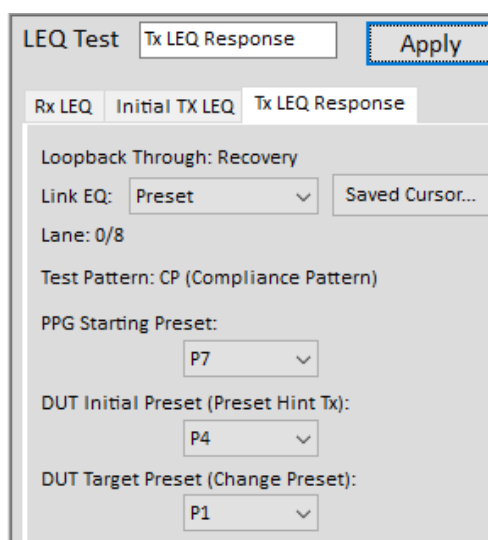 LEQ Test Tx LEQ Response Apply
Rx LEQ Initial TX LEQ Tx LEQ Response
Loopback Through: Recovery
Link EQ: Preset Saved Cursor...
Lane: 0/8
Test Pattern: CP (Compliance Pattern)
PPG Starting Preset:
P7
DUT Initial Preset (Preset Hint Tx):
P4
DUT Target Preset (Change Preset):
P1